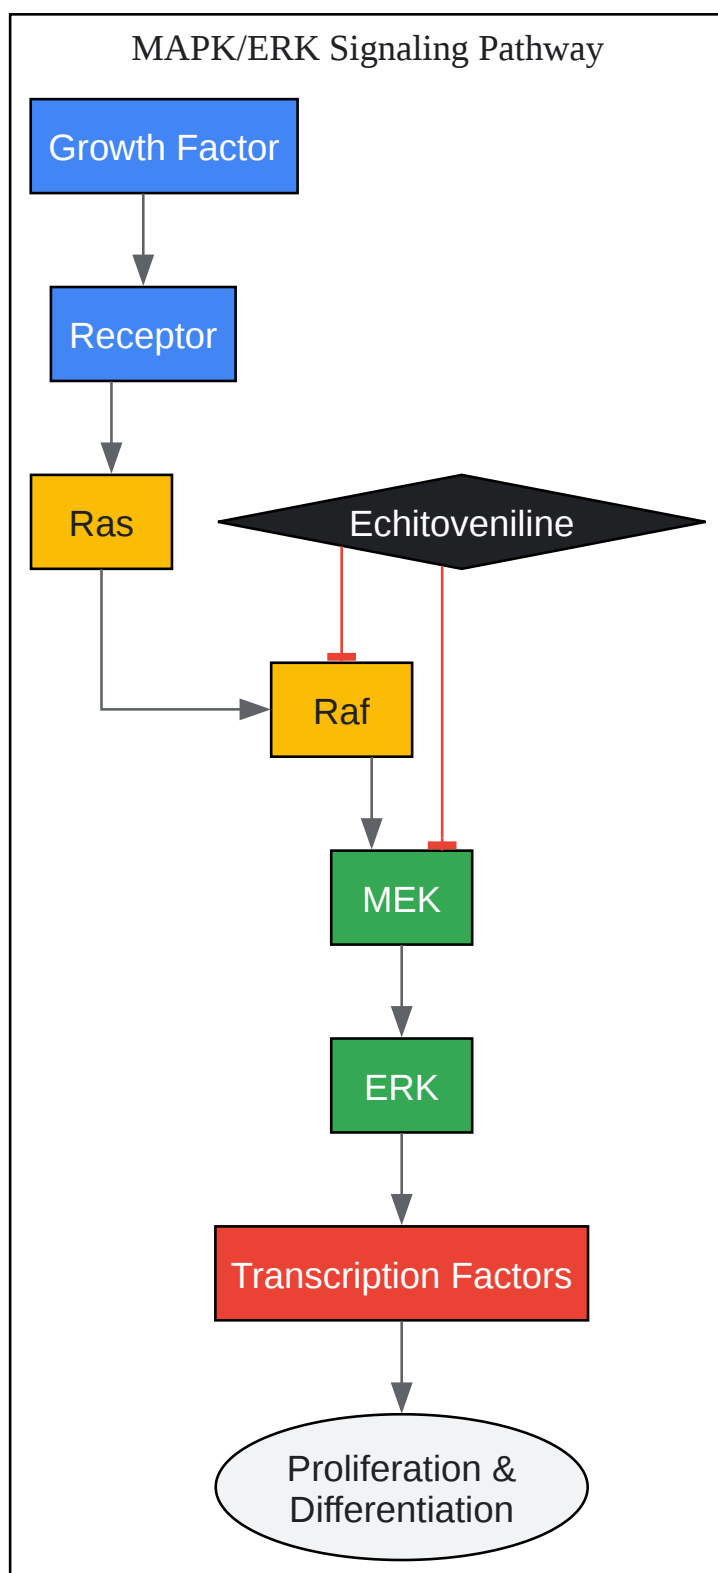 MAPK/ERK Signaling Pathway
Growth Factor
Receptor
Ras
Echitoveniline
Raf
MEK
ERK
Transcription Factors
Proliferation &
Differentiation